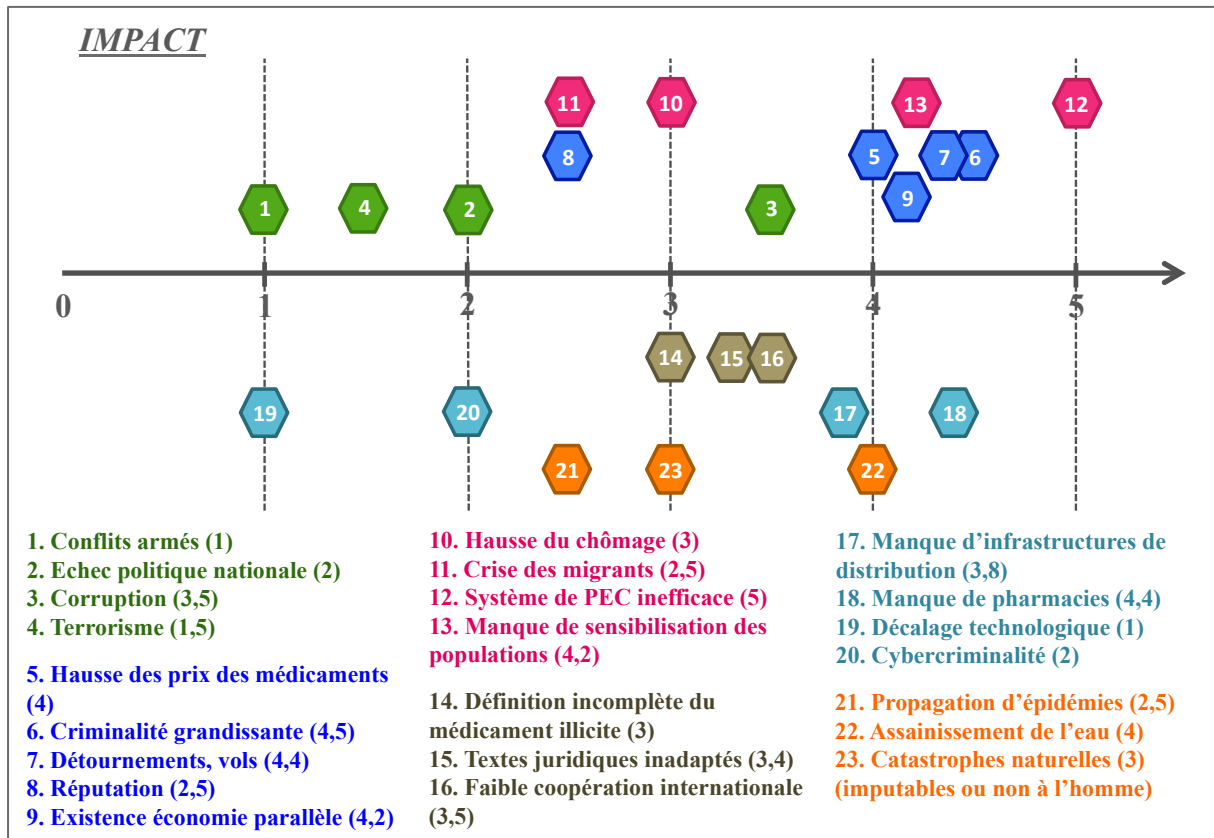 IMPACT
11
10
13
12
8
5
7
6
9
1
4
2
3
0
1
2
3
4
5
14
15
16
19
20
17
18
21
23
22
1. Conflits armés (1)
2. Echec politique nationale (2)
3. Corruption (3,5)
4. Terrorisme (1,5)
5. Hausse des prix des médicaments
(4)
6. Criminalité grandissante (4,5)
7. Détournements, vols (4,4)
8. Réputation (2,5)
9. Existence économie parallèle (4,2)
10. Hausse du chômage (3)
11. Crise des migrants (2,5)
12. Système de PEC inefficace (5)
13. Manque de sensibilisation des
populations (4,2)
14. Définition incomplète du
médicament illicite (3)
15. Textes juridiques inadaptés (3,4)
16. Faible coopération internationale
(3,5)
17. Manque d’infrastructures de
distribution (3,8)
18. Manque de pharmacies (4,4)
19. Décalage technologique (1)
20. Cybercriminalité (2)
21. Propagation d’épidémies (2,5)
22. Assainissement de l’eau (4)
23. Catastrophes naturelles (3)
(imputables ou non à l’homme)